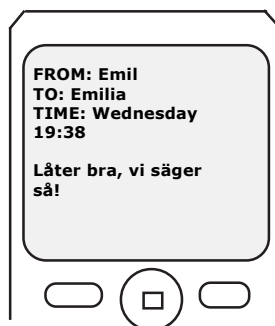 FROM: Emil
TO: Emilia
TIME: Wednesday
19:38
Låter bra, vi säger
så!